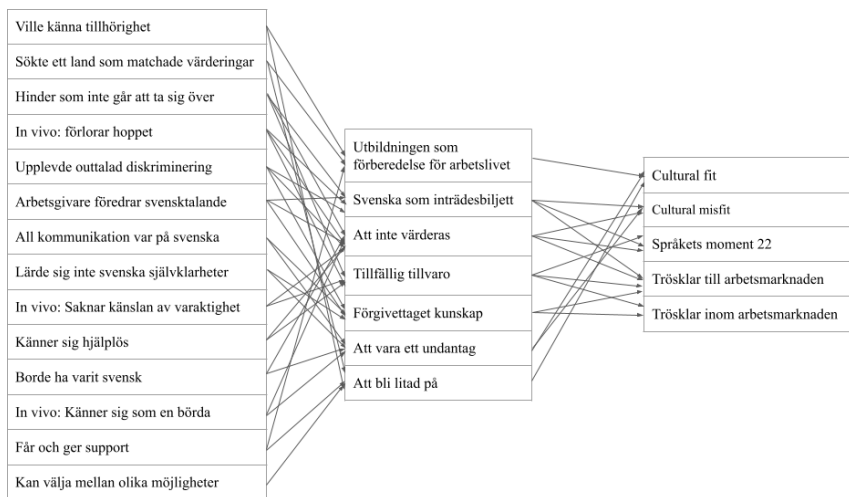 Ville känna tillhörighet
Sökte ett land som matchade värderingar
Hinder som inte går att ta sig över
In vivo: förlorar hoppet
Upplevde outtalad diskriminering
Arbetsgivare föredrar svensktalande
All kommunikation var på svenska
Lärde sig inte svenska självklarheter
In vivo: Saknar känslan av varaktighet
Känner sig hjälplös
Borde ha varit svensk
In vivo: Känner sig som en börda
Får och ger support
Kan välja mellan olika möjligheter
Utbildningen som
förberedelse för arbetslivet
Svenska som inträdesbiljett
Att inte värderas
Tillfällig tillvaro
Förgivettaget kunskap
Att vara ett undantag
Att bli litad på
Cultural fit
Cultural misfit
Språkets moment 22
Trösklar till arbetsmarknaden
Trösklar inom arbetsmarknaden